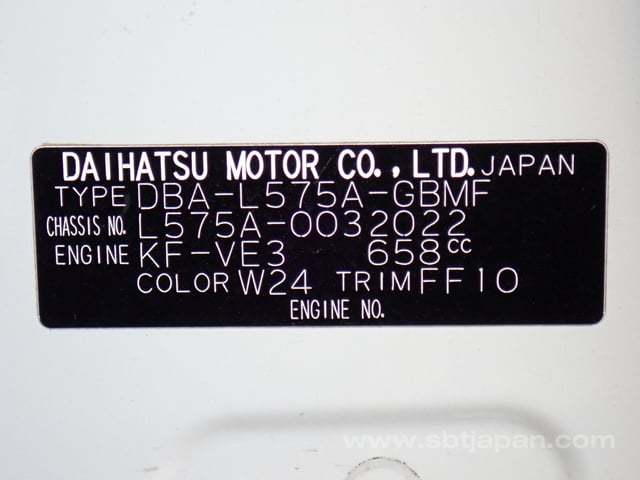 DAIHATSU MOTOR CO.,LTD. JAPAN
TYPE DBA-L575A-GBMF
CHASSIS NO. L575A-0032022
ENGINE KF-VE3 658cc
COLOR W24 TRIM FF10
ENGINE NO.
www.sbtjapan.com